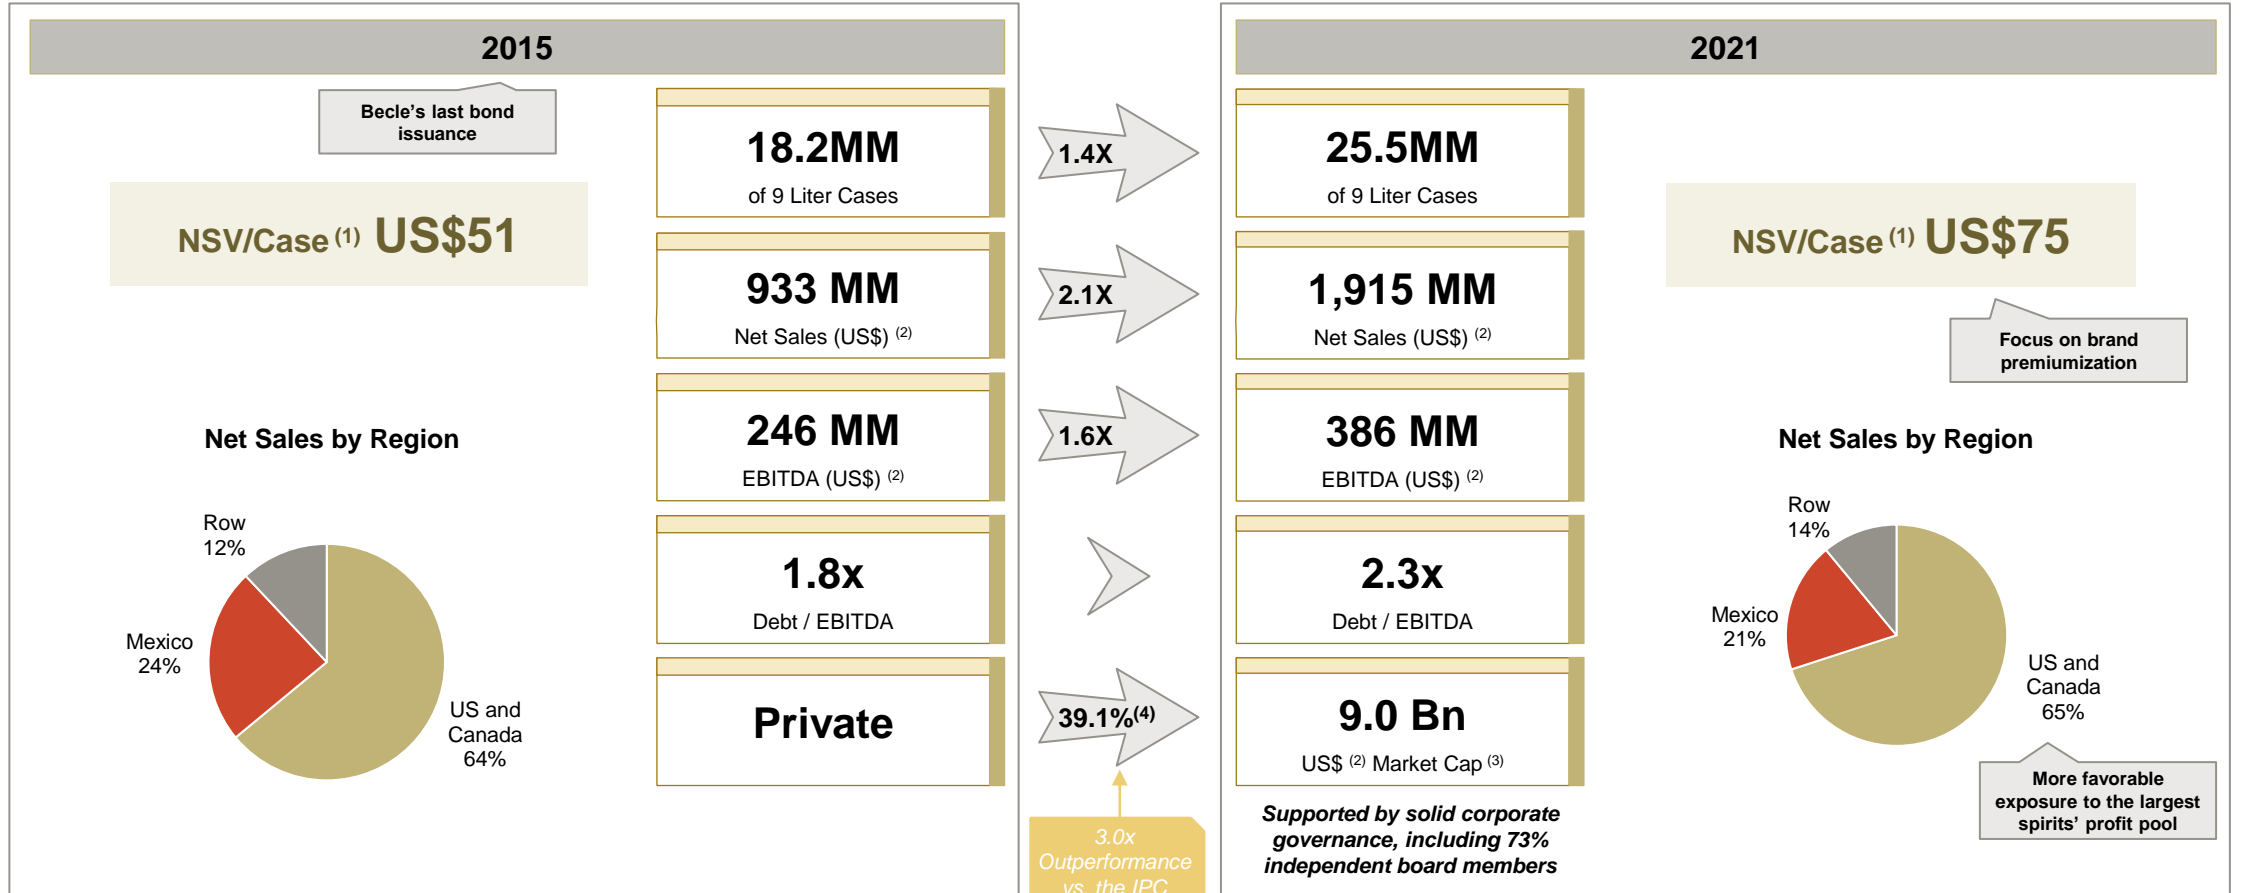 2015
Becle's last bond
issuance
NSV/Case (1) US$51
18.2MM
of 9 Liter Cases
933 MM
Net Sales (US$) (2)
246 MM
EBITDA (US$) (2)
1.8x
Debt / EBITDA
Private
Net Sales by Region
Row
12%
Mexico
24%
US and
Canada
64%
1.4X
2.1X
1.6X
39.1%(4)
3.0x
Outperformance
vs. the IPC
2021
25.5MM
of 9 Liter Cases
1,915 MM
Net Sales (US$) (2)
386 MM
EBITDA (US$) (2)
2.3x
Debt / EBITDA
9.0 Bn
US$ (2) Market Cap (3)
Supported by solid corporate
governance, including 73%
independent board members
NSV/Case (1) US$75
Focus on brand
premiumization
Net Sales by Region
Row
14%
Mexico
21%
US and
Canada
65%
More favorable
exposure to the largest
spirits' profit pool